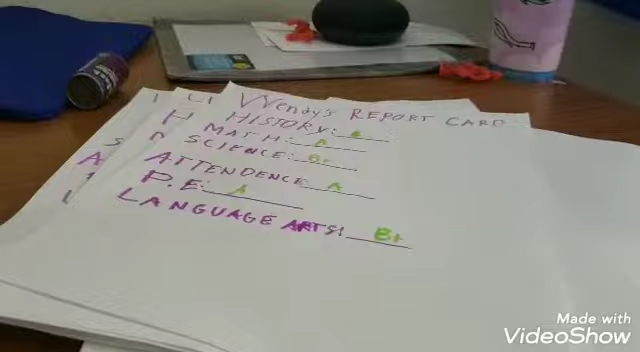 Wendy's REPORT CARD
HISTORY:
MATH: A
SCIENCE: B+
ATTENDENCE A
P.E: A
LANGUAGE ARTS: B+
Made with
VideoShow